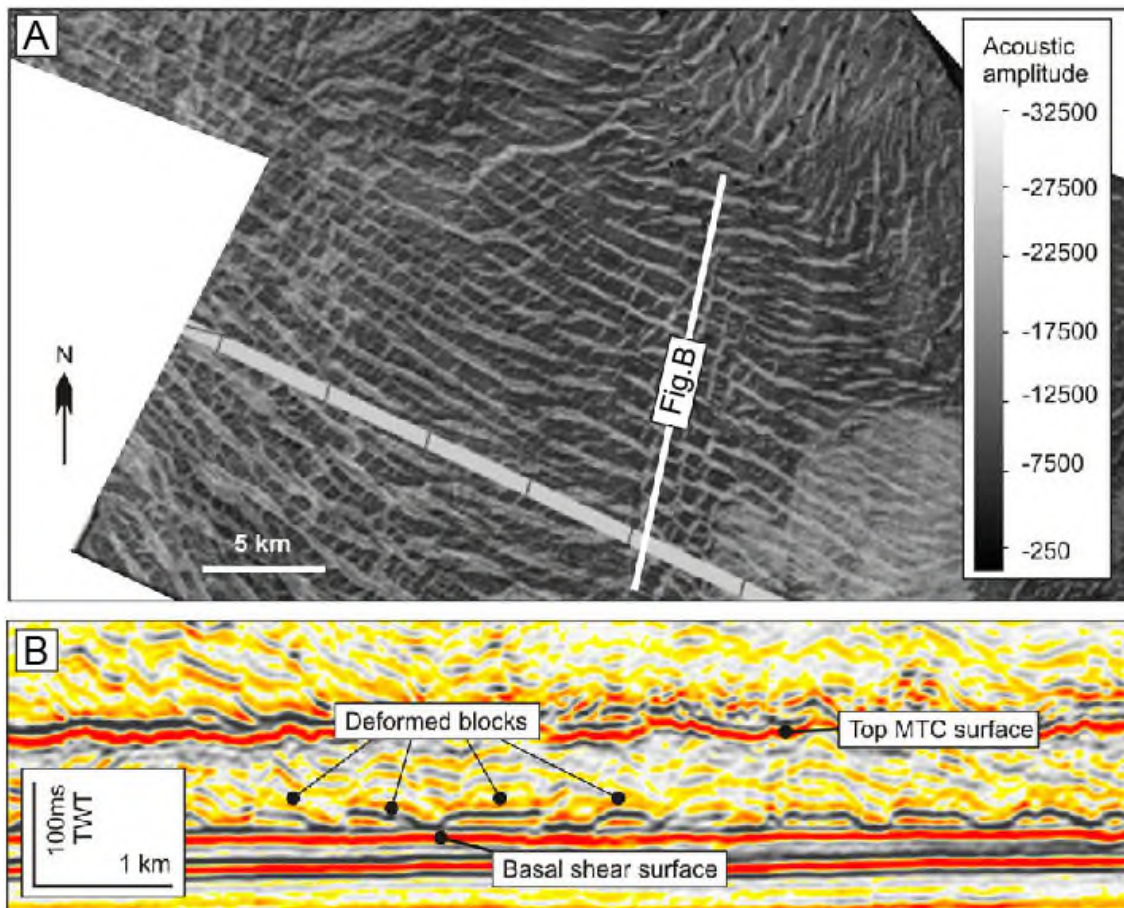 A
Acoustic
amplitude
-32500
-27500
-22500
-17500
-12500
-7500
-250
N
Fig.B
5 km
B
Deformed blocks
Top MTC surface
100ms
TWT
1 km
Basal shear surface